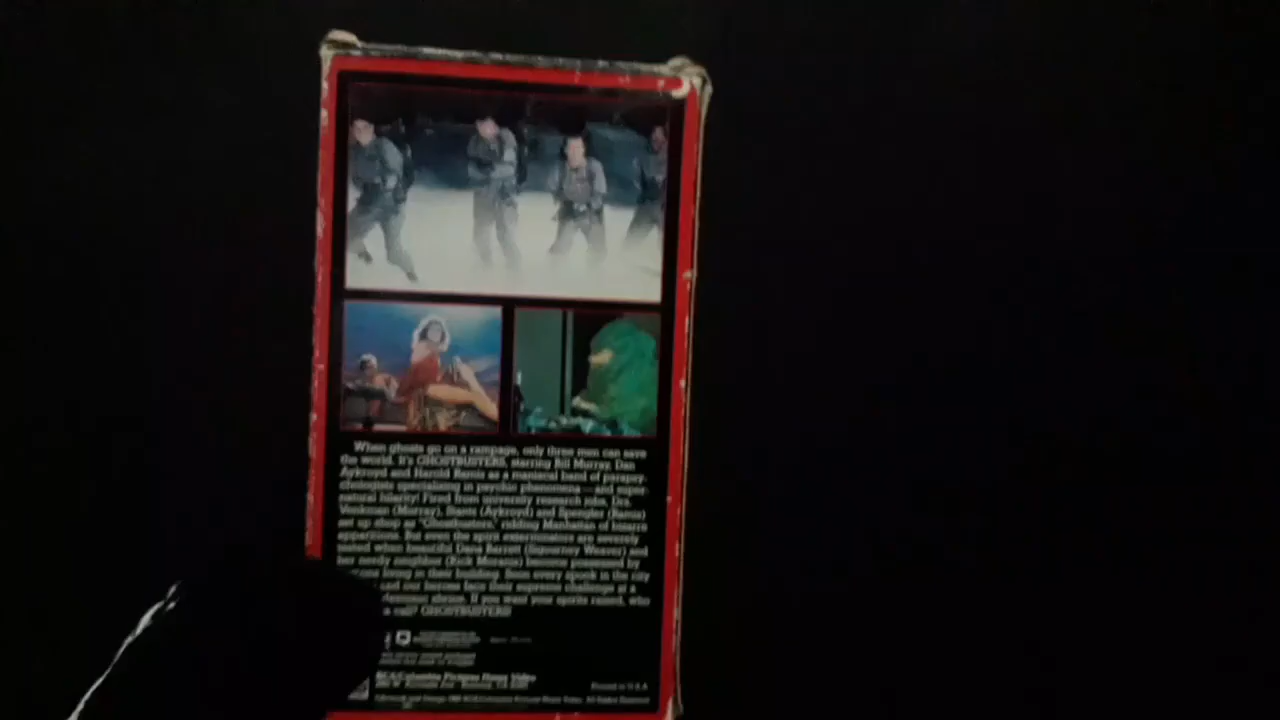 When ghosts go on a rampage, only three men can save
the world. It's GHOSTBUSTERS, starring Bill Murray, Dan
Aykroyd and Harold Ramis as a maniacal band of parapsy-
chologists specializing in psychic phenomena—and super-
natural hilarity! Fired from university research jobs, Drs.
Venkman (Murray), Stantz (Aykroyd) and Spengler (Ramis)
set up shop as "Ghostbusters," ridding Manhattan of bizarre
apparitions. But even the spirit exterminators are severely
tested when beautiful Dana Barrett (Sigourney Weaver) and
her nerdy neighbor (Rick Moranis) become possessed by
living in their building. Soon every spook in the city
and our heroes face their supreme challenge at a
demonic shrine. If you want your spirits raised, who
a call? GHOSTBUSTERS!
RCA/Columbia Pictures Home Video
Printed in U.S.A.
All Rights Reserved